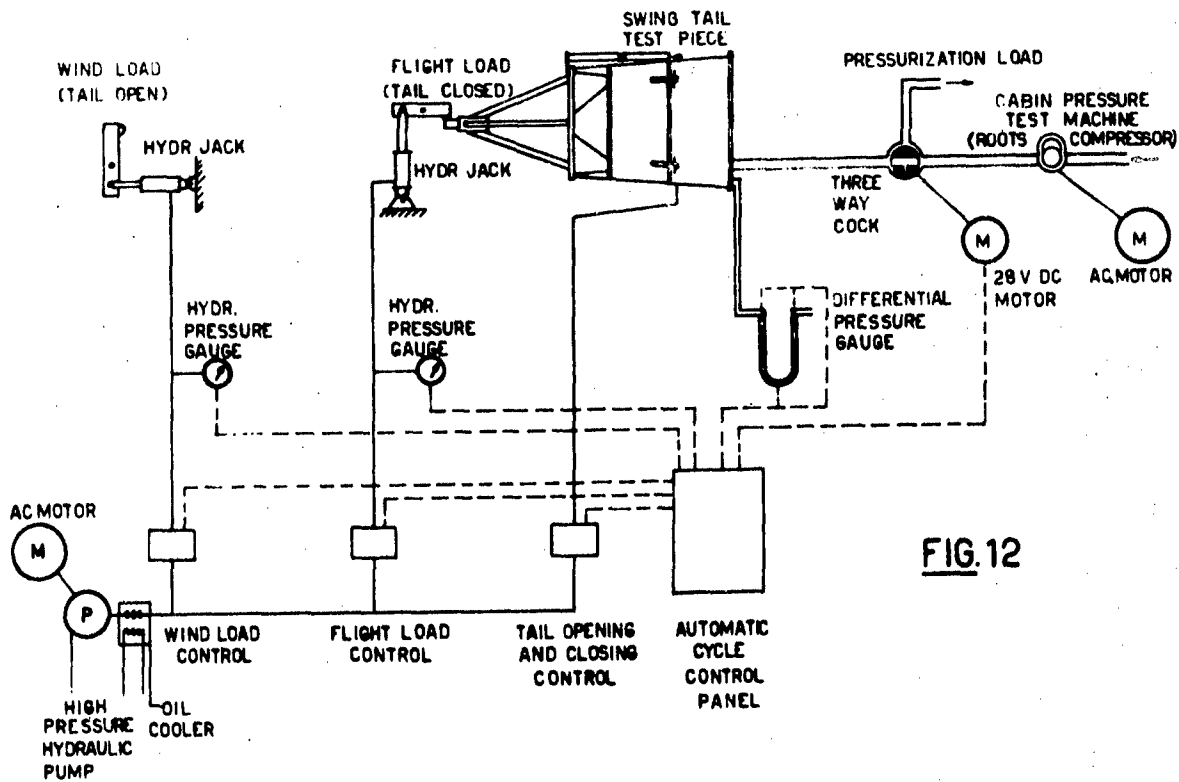 SWING TAIL
TEST PIECE
WIND LOAD
(TAIL OPEN)
FLIGHT LOAD
(TAIL CLOSED)
PRESSURIZATION LOAD
CABIN PRESSURE
TEST MACHINE
(ROOTS COMPRESSOR)
HYDR JACK
HYDR JACK
THREE
WAY
COCK
M
M
28 V DC
MOTOR
AC.MOTOR
HYDR.
PRESSURE
GAUGE
HYDR.
PRESSURE
GAUGE
DIFFERENTIAL
PRESSURE
GAUGE
AC MOTOR
M
P
FIG. 12
WIND LOAD
CONTROL
FLIGHT LOAD
CONTROL
TAIL OPENING
AND CLOSING
CONTROL
AUTOMATIC
CYCLE
CONTROL
PANEL
HIGH
PRESSURE
HYDRAULIC
PUMP
OIL
COOLER